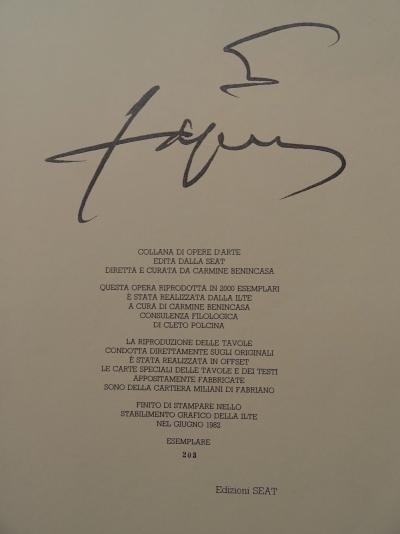 COLLANA DI OPERE D'ARTE
EDITA DALLA SEAT
DIRETTA E CURATA DA CARMINE BENINCASA
QUESTA OPERA RIPRODOTTA IN 2000 ESEMPLARI
È STATA REALIZZATA DALLA ILTE
A CURA DI CARMINE BENINCASA
CONSULENZA FILOLOGICA
DI CLETO POLCINA
LA RIPRODUZIONE DELLE TAVOLE
CONDOTTA DIRETTAMENTE SUGLI ORIGINALI
È STATA REALIZZATA IN OFFSET
LE CARTE SPECIALI DELLE TAVOLE E DEI TESTI
APPOSITAMENTE FABBRICATE
SONO DELLA CARTIERA MILIANI DI FABRIANO
FINITO DI STAMPARE NELLO
STABILIMENTO GRAFICO DELLA ILTE
NEL GIUGNO 1982
ESEMPLARE
203
Edizioni SEAT